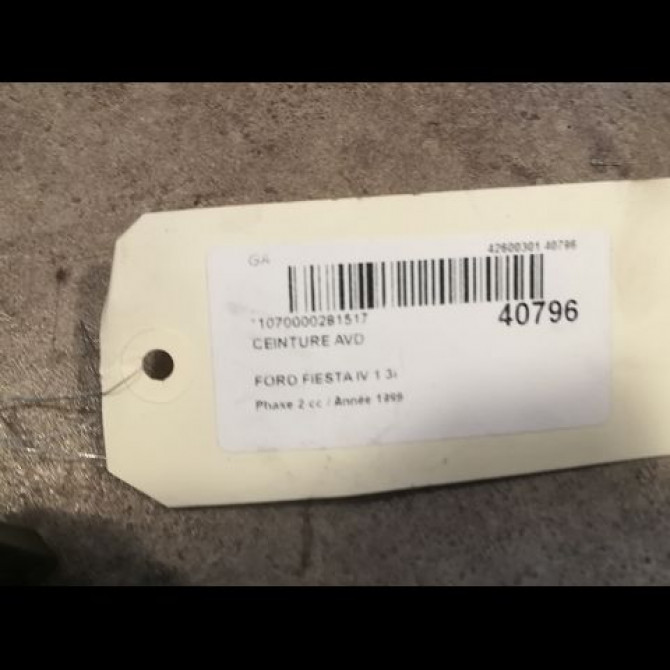 GA 42600301 40796
*1070000281517 40796
CEINTURE AVD
FORD FIESTA IV 1 3i
Phase 2 cc / Année 1999